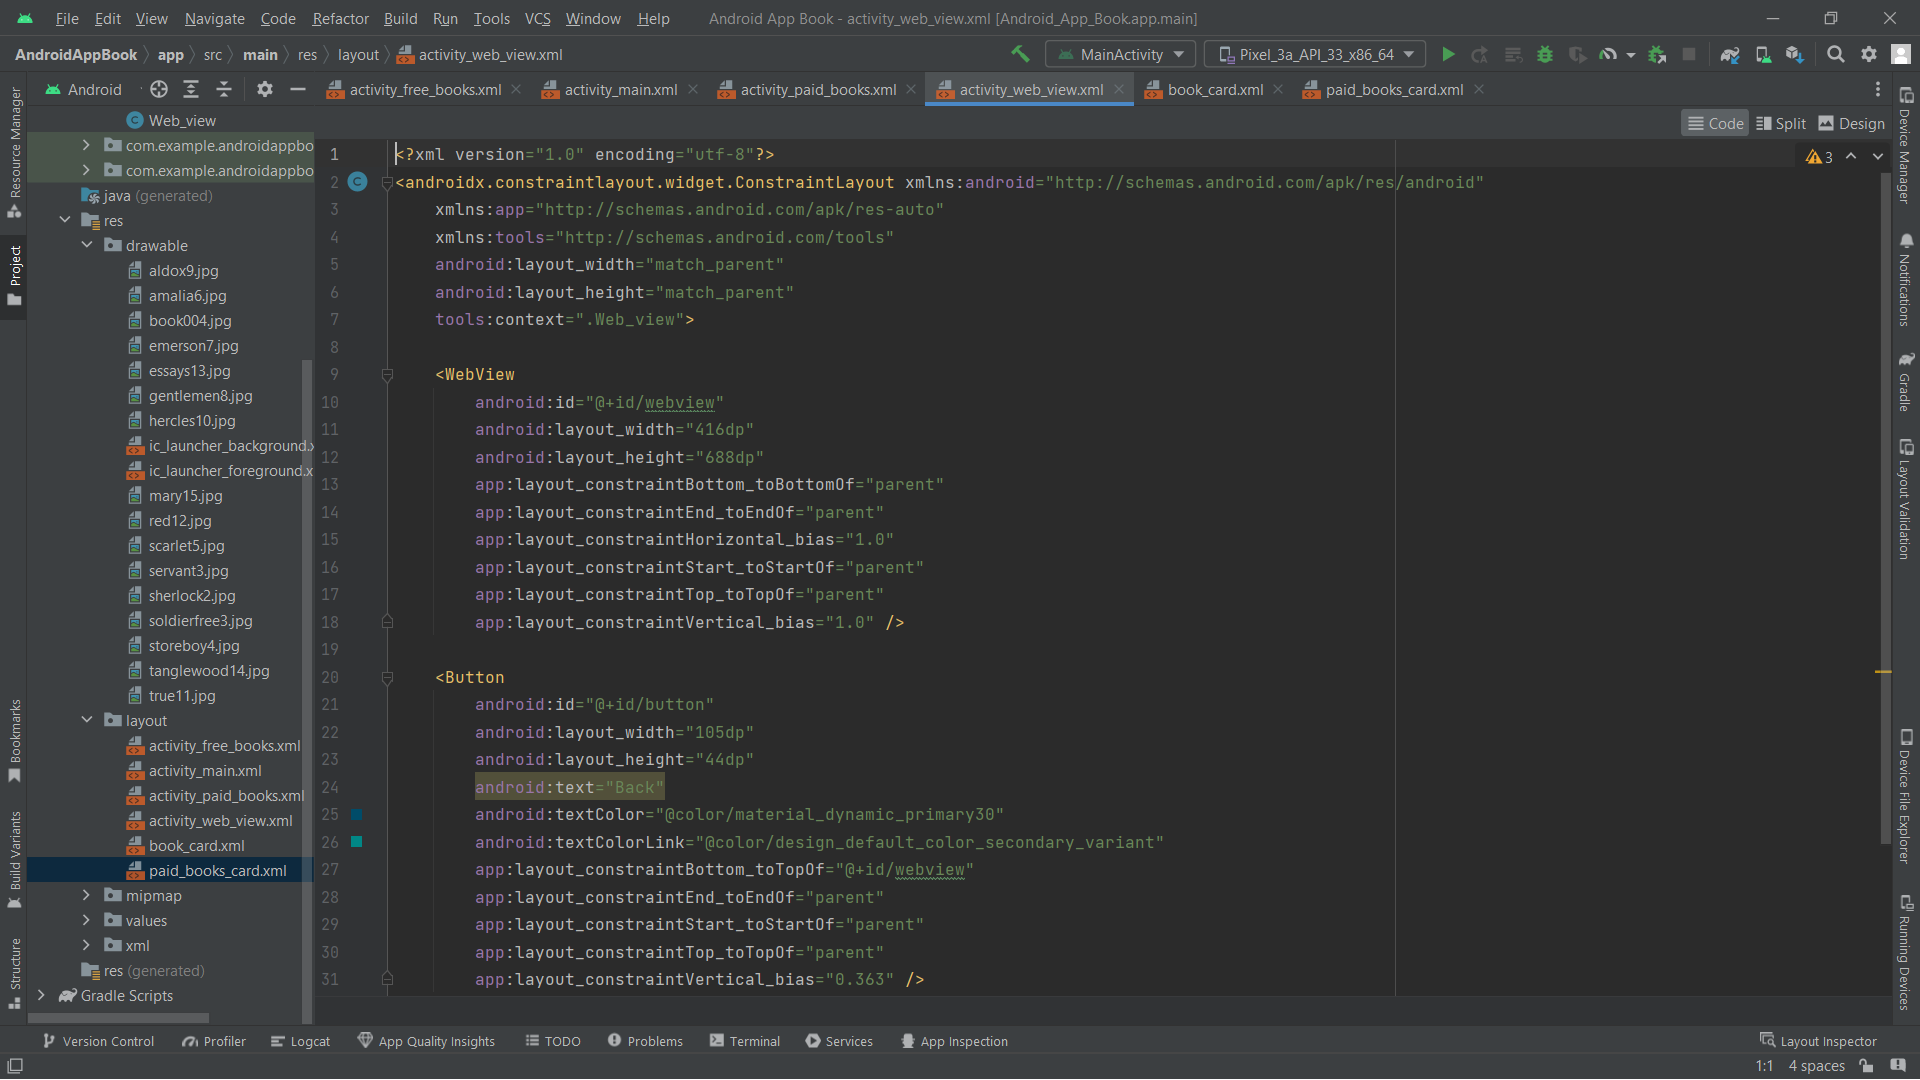 File Edit View Navigate Code Refactor Build Run Tools VCS Window Help Android App Book - activity_web_view.xml [Android_App_Book.app.main]
AndroidAppBook app src main res layout activity_web_view.xml MainActivity Pixel_3a_API_33_x86_64
Android activity_free_books.xml activity_main.xml activity_paid_books.xml activity_web_view.xml book_card.xml paid_books_card.xml
Code Split Design
Resource Manager
Project
Bookmarks
Build Variants
Structure
Web_view
com.example.androidappbo
com.example.androidappbo
java (generated)
res
drawable
aldox9.jpg
amalia6.jpg
book004.jpg
emerson7.jpg
essays13.jpg
gentlemen8.jpg
hercles10.jpg
ic_launcher_background.x
ic_launcher_foreground.x
mary15.jpg
red12.jpg
scarlet5.jpg
servant3.jpg
sherlock2.jpg
soldierfree3.jpg
storeboy4.jpg
tanglewood14.jpg
true11.jpg
layout
activity_free_books.xml
activity_main.xml
activity_paid_books.xml
activity_web_view.xml
book_card.xml
paid_books_card.xml
mipmap
values
xml
res (generated)
Gradle Scripts
1 <?xml version="1.0" encoding="utf-8"?>
2 <androidx.constraintlayout.widget.ConstraintLayout xmlns:android="http://schemas.android.com/apk/res/android"
3 xmlns:app="http://schemas.android.com/apk/res-auto"
4 xmlns:tools="http://schemas.android.com/tools"
5 android:layout_width="match_parent"
6 android:layout_height="match_parent"
7 tools:context=".Web_view">
8
9 <WebView
10 android:id="@+id/webview"
11 android:layout_width="416dp"
12 android:layout_height="688dp"
13 app:layout_constraintBottom_toBottomOf="parent"
14 app:layout_constraintEnd_toEndOf="parent"
15 app:layout_constraintHorizontal_bias="1.0"
16 app:layout_constraintStart_toStartOf="parent"
17 app:layout_constraintTop_toTopOf="parent"
18 app:layout_constraintVertical_bias="1.0" />
19
20 <Button
21 android:id="@+id/button"
22 android:layout_width="105dp"
23 android:layout_height="44dp"
24 android:text="Back"
25 android:textColor="@color/material_dynamic_primary30"
26 android:textColorLink="@color/design_default_color_secondary_variant"
27 app:layout_constraintBottom_toTopOf="@+id/webview"
28 app:layout_constraintEnd_toEndOf="parent"
29 app:layout_constraintStart_toStartOf="parent"
30 app:layout_constraintTop_toTopOf="parent"
31 app:layout_constraintVertical_bias="0.363" />
3
Device Manager
Notifications
Gradle
Layout Validation
Device File Explorer
Running Devices
Version Control Profiler Logcat App Quality Insights TODO Problems Terminal Services App Inspection Layout Inspector
1:1 4 spaces